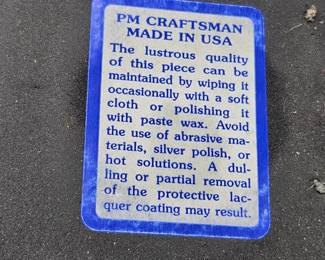 PM CRAFTSMAN
MADE IN USA
The lustrous quality
of this piece can be
maintained by wiping it
occasionally with a soft
cloth or polishing it
with paste wax. Avoid
the use of abrasive ma-
terials, silver polish, or
hot solutions. A dul-
ling or partial removal
of the protective lac-
quer coating may result.